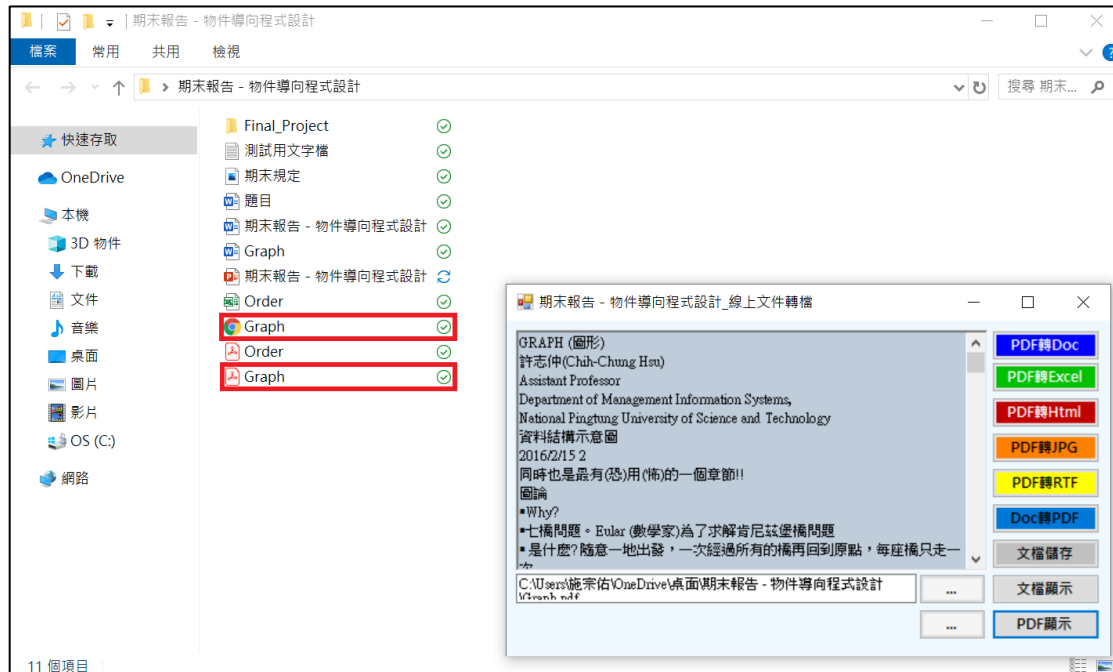 期末報告 - 物件導向程式設計
檔案 常用 共用 檢視
期末報告 - 物件導向程式設計
搜尋 期末...
快速存取
OneDrive
本機
3D 物件
下載
文件
音樂
桌面
圖片
影片
OS (C:)
網路
Final_Project
測試用文字檔
期末規定
題目
期末報告 - 物件導向程式設計
Graph
期末報告 - 物件導向程式設計
Order
Graph
Order
Graph
11 個項目
期末報告 - 物件導向程式設計_線上文件轉檔
GRAPH (圖形)
許志仲(Chih-Chung Hsu)
Assistant Professor
Department of Management Information Systems,
National Pingtung University of Science and Technology
資料結構示意圖
2016/2/15 2
同時也是最有(恐)用(怖)的一個章節!!
圖論
▪Why?
▪七橋問題。Eular (數學家)為了求解肯尼茲堡橋問題
▪是什麼?隨意一地出發，一次經過所有的橋再回到原點，每座橋只走一
次
C:\Users\施宗佑\OneDrive\桌面\期末報告 - 物件導向程式設計
\Graph.pdf
...
...
PDF轉Doc
PDF轉Excel
PDF轉Html
PDF轉JPG
PDF轉RTF
Doc轉PDF
文檔儲存
文檔顯示
PDF顯示